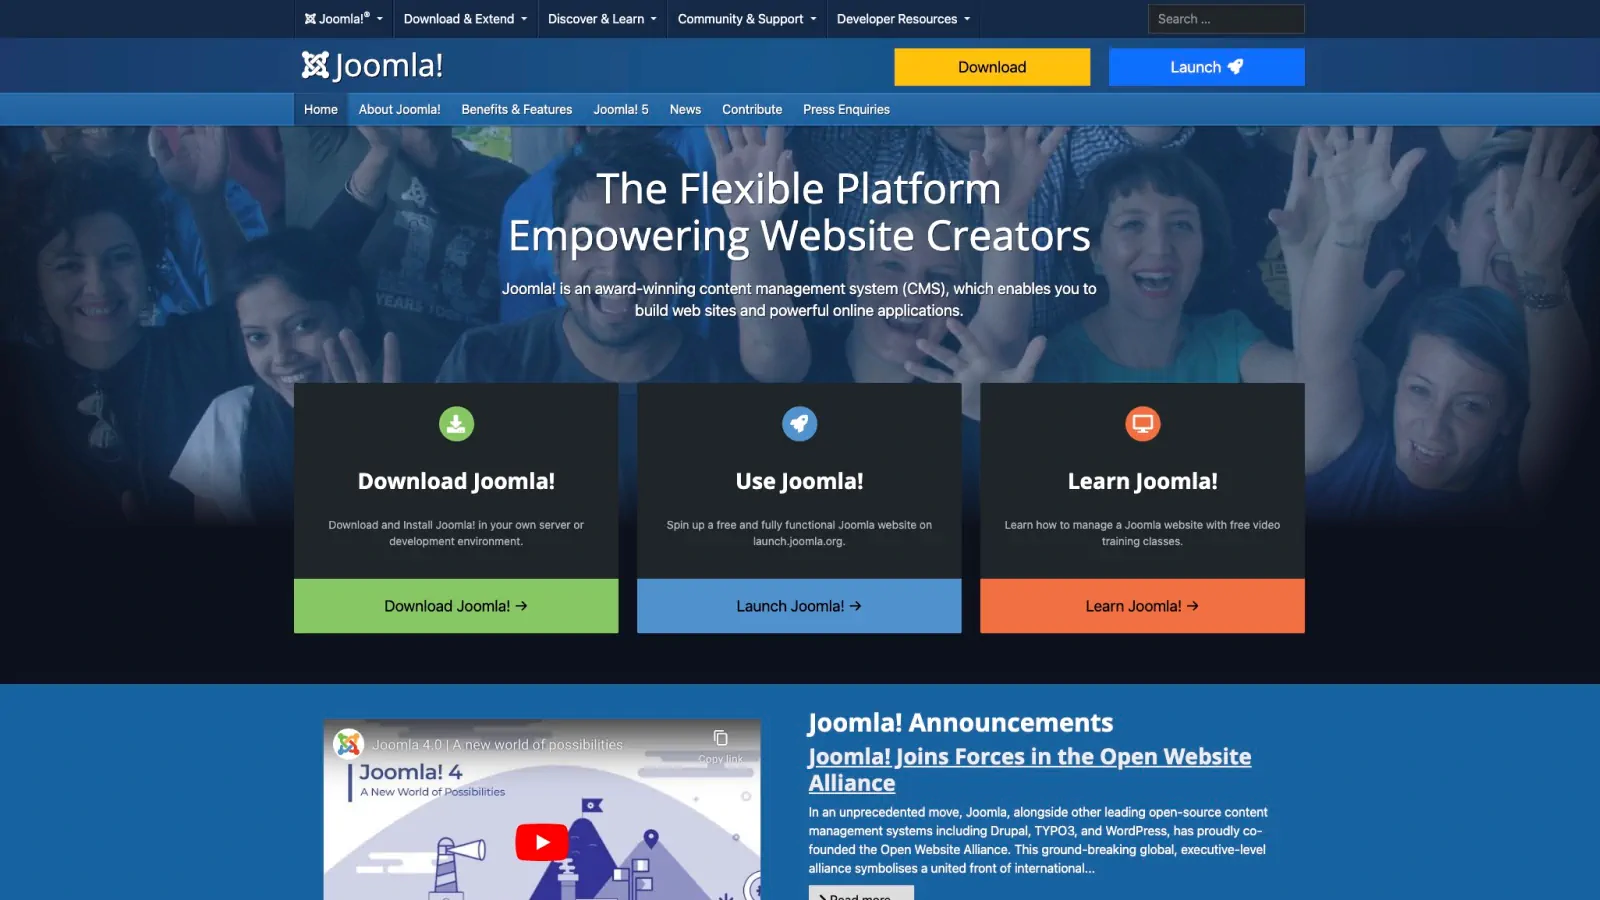 Joomla!®
Download & Extend
Discover & Learn
Community & Support
Developer Resources
Search ...
Joomla!
Download
Launch
Home
About Joomla!
Benefits & Features
Joomla! 5
News
Contribute
Press Enquiries
The Flexible Platform
Empowering Website Creators
Joomla! is an award-winning content management system (CMS), which enables you to
build web sites and powerful online applications.
YEARS
Download Joomla!
Download and Install Joomla! in your own server or
development environment.
Download Joomla! →
Use Joomla!
Spin up a free and fully functional Joomla website on
launch.joomla.org.
Launch Joomla! →
Learn Joomla!
Learn how to manage a Joomla website with free video
training classes.
Learn Joomla! →
Joomla 4.0 | A new world of possibilities
Copy link
Joomla! 4
A New World of Possibilities
Joomla! Announcements
Joomla! Joins Forces in the Open Website
Alliance
In an unprecedented move, Joomla, alongside other leading open-source content
management systems including Drupal, TYPO3, and WordPress, has proudly co-
founded the Open Website Alliance. This ground-breaking global, executive-level
alliance symbolises a united front of international...
Read more